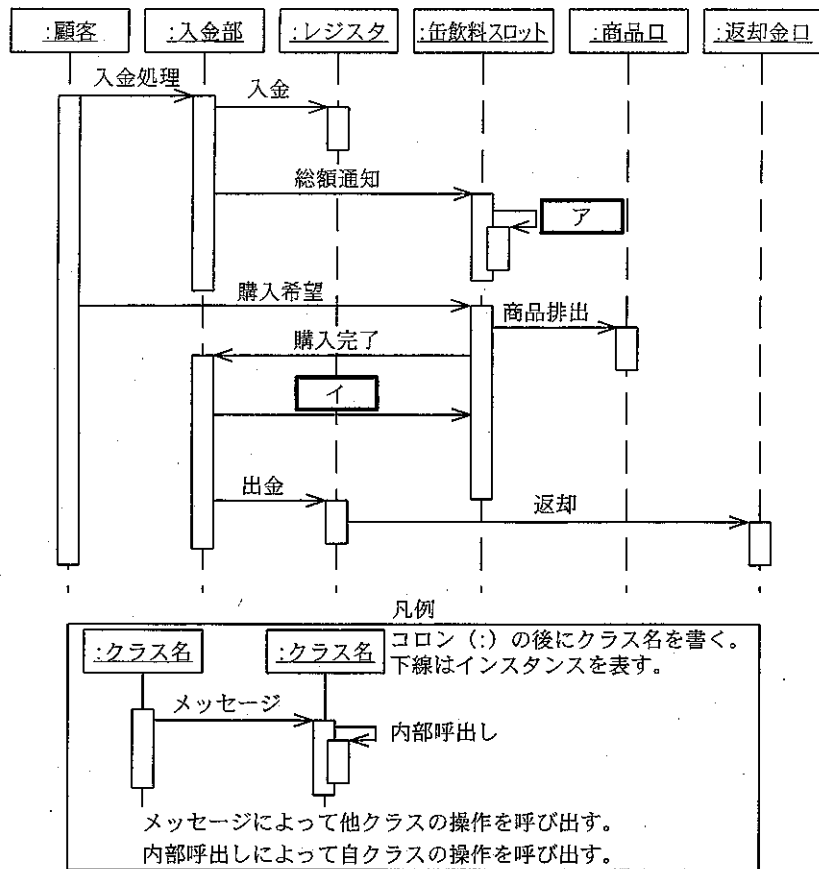 :顧客
:入金部
:レジスタ
:缶飲料スロット
:商品口
:返却金口
入金処理
入金
総額通知
ア
購入希望
商品排出
購入完了
イ
出金
返却
凡例
:クラス名
:クラス名
コロン(:)の後にクラス名を書く。
下線はインスタンスを表す。
メッセージ
内部呼出し
メッセージによって他クラスの操作を呼び出す。
内部呼出しによって自クラスの操作を呼び出す。